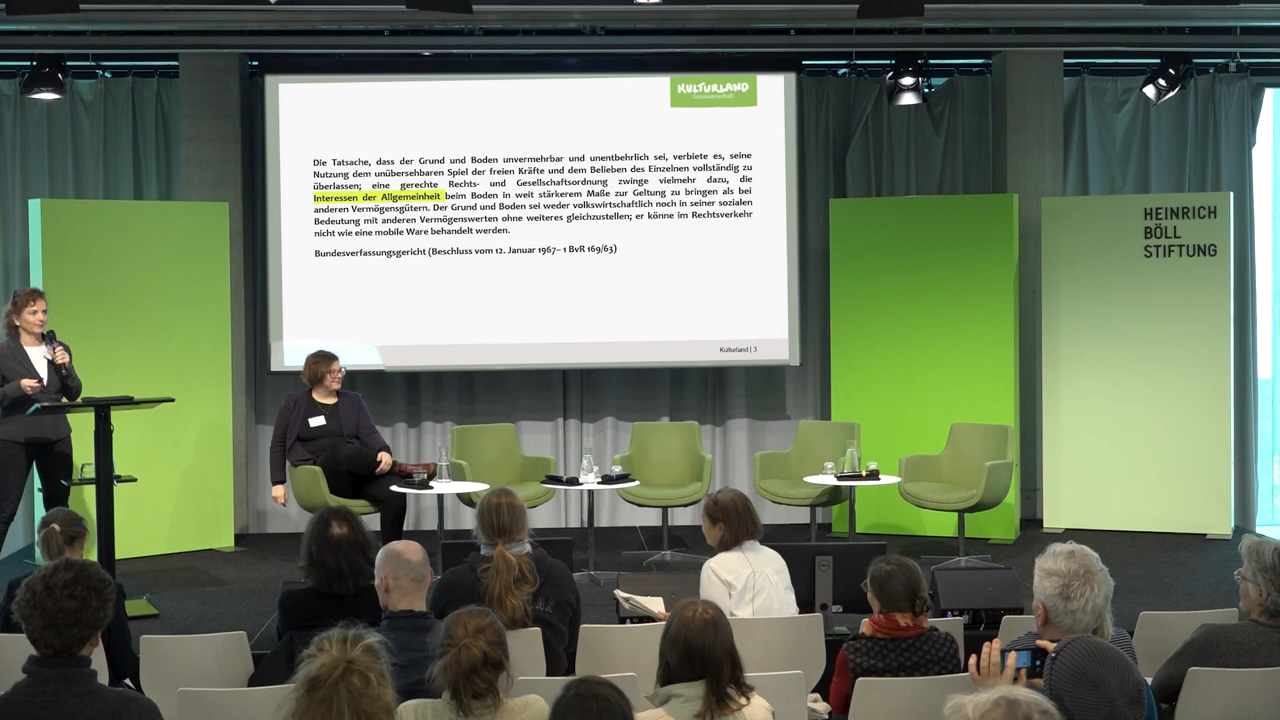 KULTURLAND
Genossenschaft
Die Tatsache, dass der Grund und Boden unvermehrbar und unentbehrlich sei, verbiete es, seine
Nutzung dem unübersehbaren Spiel der freien Kräfte und dem Belieben des Einzelnen vollständig zu
überlassen; eine gerechte Rechts- und Gesellschaftsordnung zwinge vielmehr dazu, die
Interessen der Allgemeinheit beim Boden in weit stärkerem Maße zur Geltung zu bringen als bei
anderen Vermögensgütern. Der Grund und Boden sei weder volkswirtschaftlich noch in seiner sozialen
Bedeutung mit anderen Vermögenswerten ohne weiteres gleichzustellen; er könne im Rechtsverkehr
nicht wie eine mobile Ware behandelt werden.
Bundesverfassungsgericht (Beschluss vom 12. Januar 1967– 1 BvR 169/63)
Kulturland | 3
HEINRICH
BÖLL
STIFTUNG